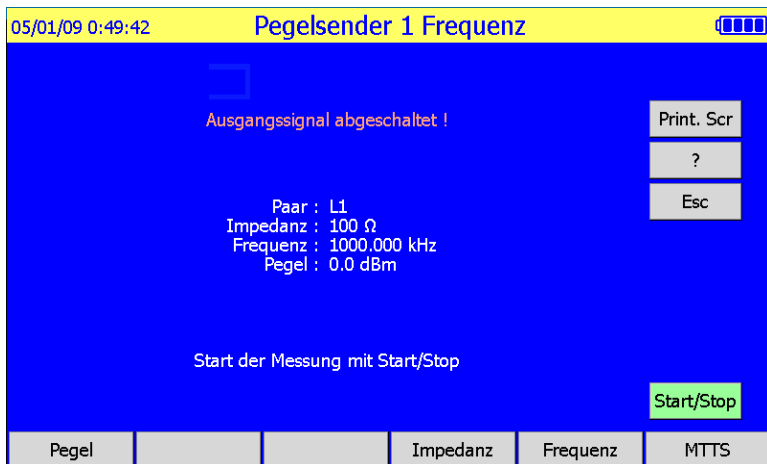 05/01/09 0:49:42 Pegelsender 1 Frequenz
Ausgangssignal abgeschaltet !
Print. Scr
?
Esc
Paar : L1
Impedanz : 100 Ω
Frequenz : 1000.000 kHz
Pegel : 0.0 dBm
Start der Messung mit Start/Stop
Start/Stop
Pegel Impedanz Frequenz MTTS